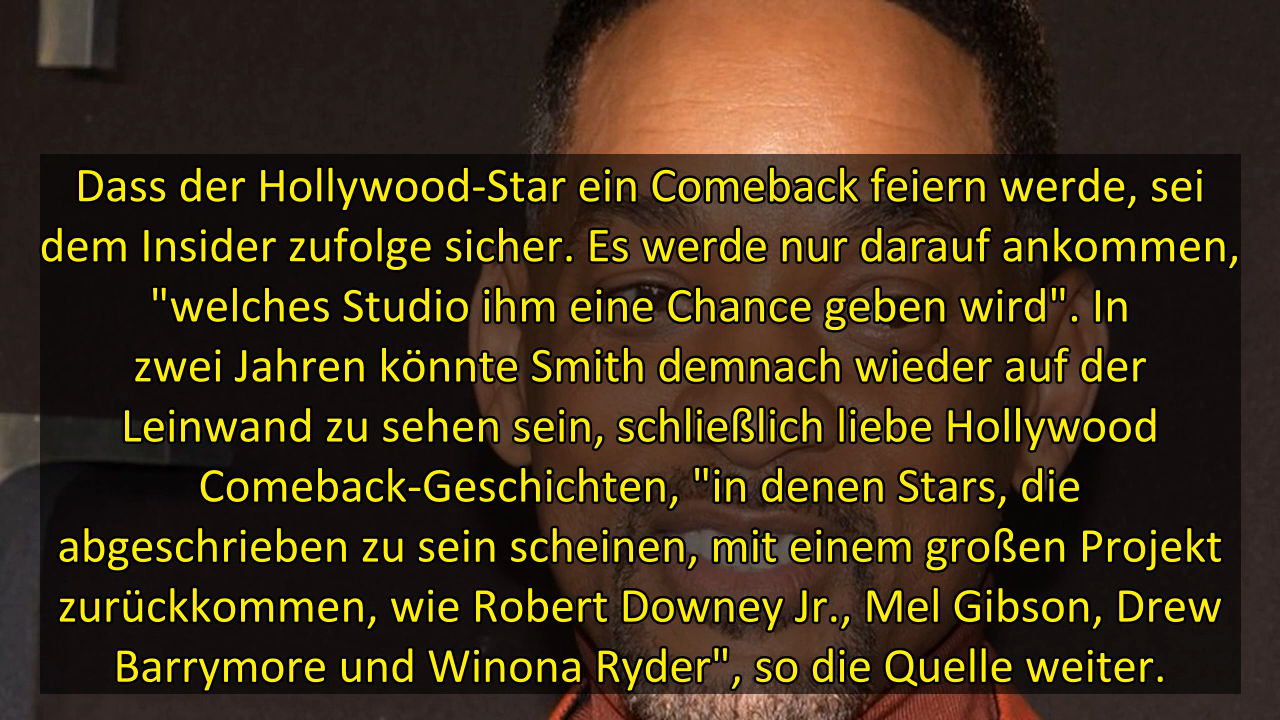 Dass der Hollywood-Star ein Comeback feiern werde, sei
dem Insider zufolge sicher. Es werde nur darauf ankommen,
"welches Studio ihm eine Chance geben wird". In
zwei Jahren könnte Smith demnach wieder auf der
Leinwand zu sehen sein, schließlich liebe Hollywood
Comeback-Geschichten, "in denen Stars, die
abgeschrieben zu sein scheinen, mit einem großen Projekt
zurückkommen, wie Robert Downey Jr., Mel Gibson, Drew
Barrymore und Winona Ryder", so die Quelle weiter.